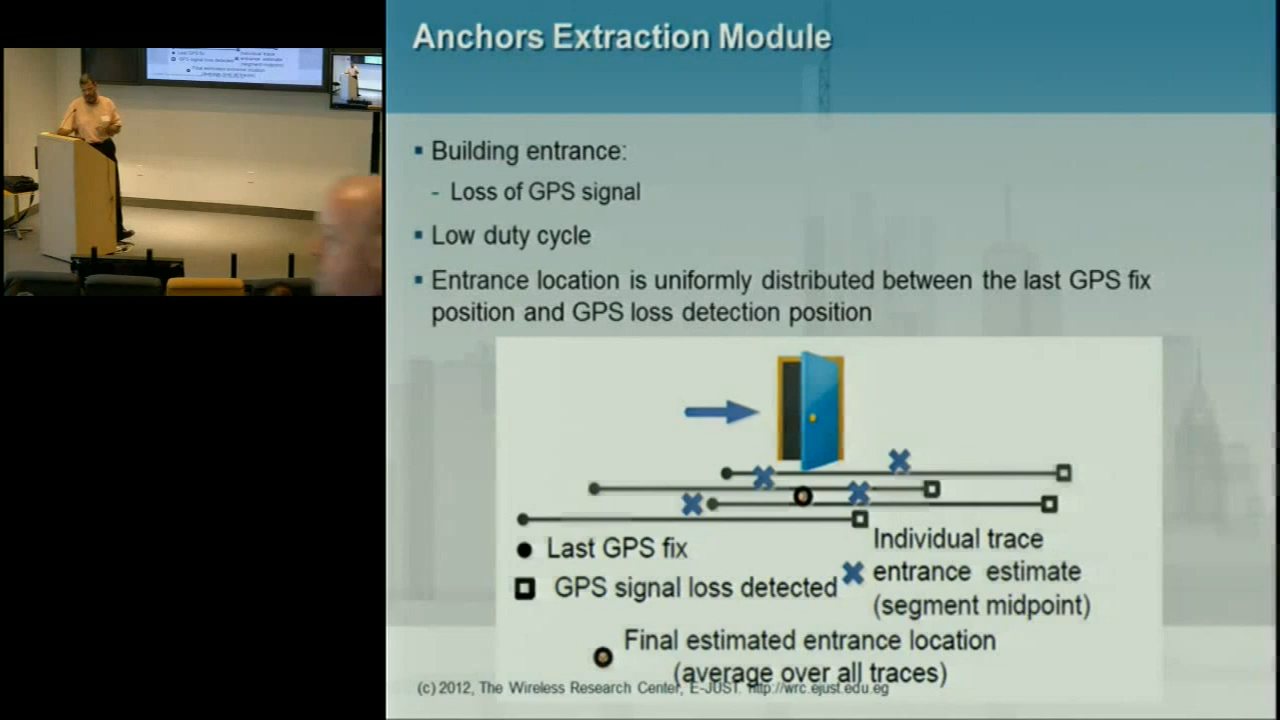 Anchors Extraction Module
▪ Building entrance:
- Loss of GPS signal
▪ Low duty cycle
▪ Entrance location is uniformly distributed between the last GPS fix
position and GPS loss detection position
Last GPS fix
GPS signal loss detected
Individual trace
entrance estimate
(segment midpoint)
Final estimated entrance location
(average over all traces)
(c) 2012, The Wireless Research Center, E-JUST. http://wrc.ejust.edu.eg